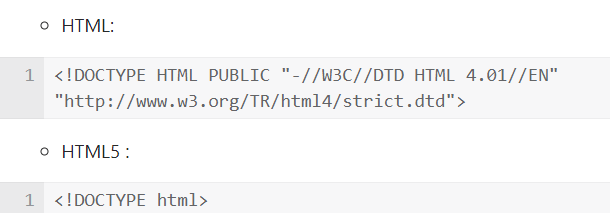 HTML:
1 <!DOCTYPE HTML PUBLIC "-//W3C//DTD HTML 4.01//EN"
"http://www.w3.org/TR/html4/strict.dtd">
HTML5 :
1 <!DOCTYPE html>